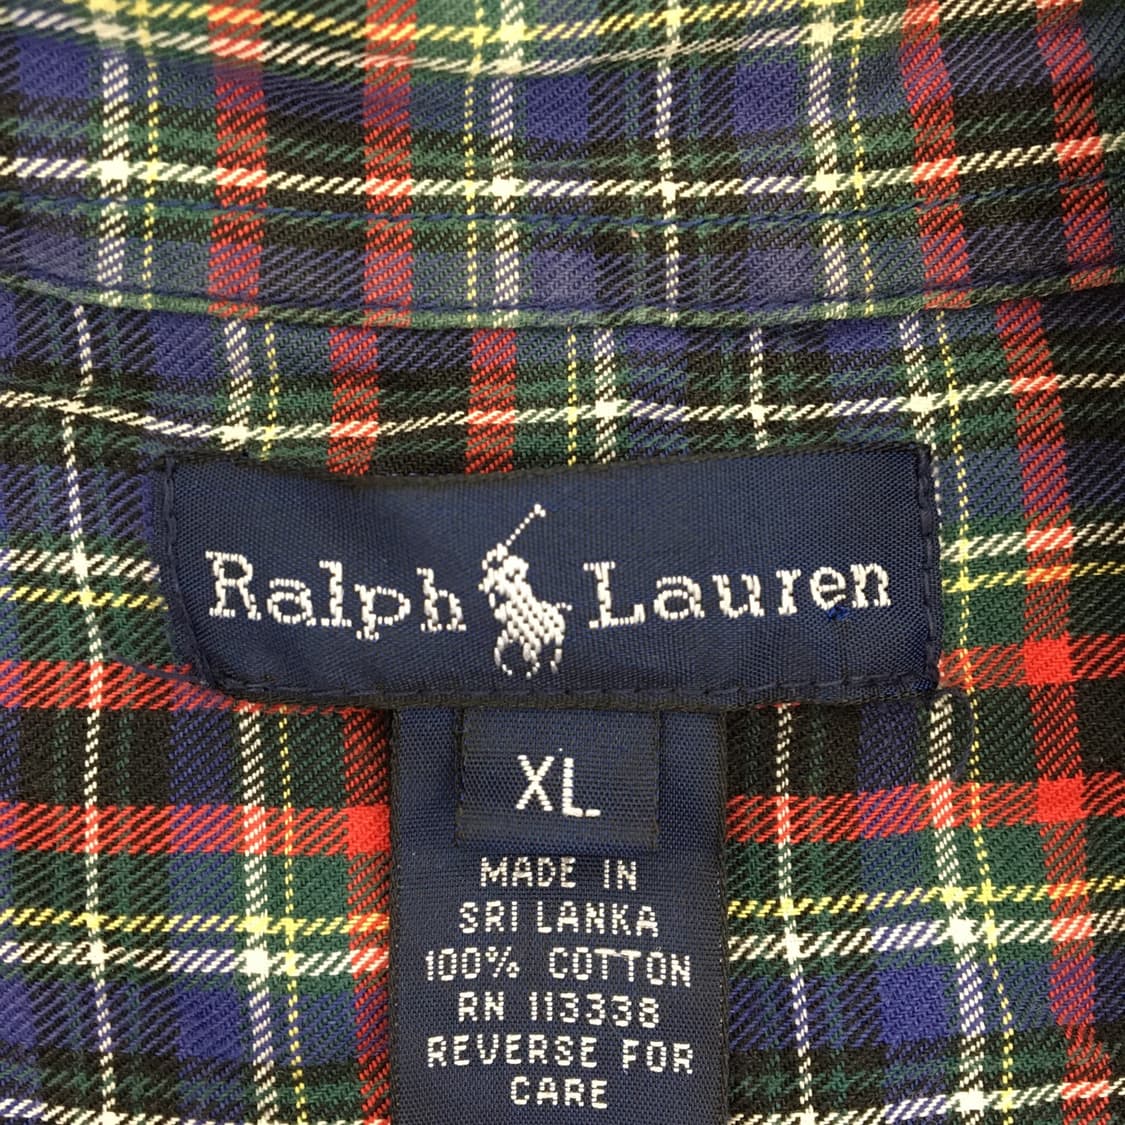 Ralph Lauren
XL
MADE IN
SRI LANKA
100% COTTON
RN 113338
REVERSE FOR
CARE